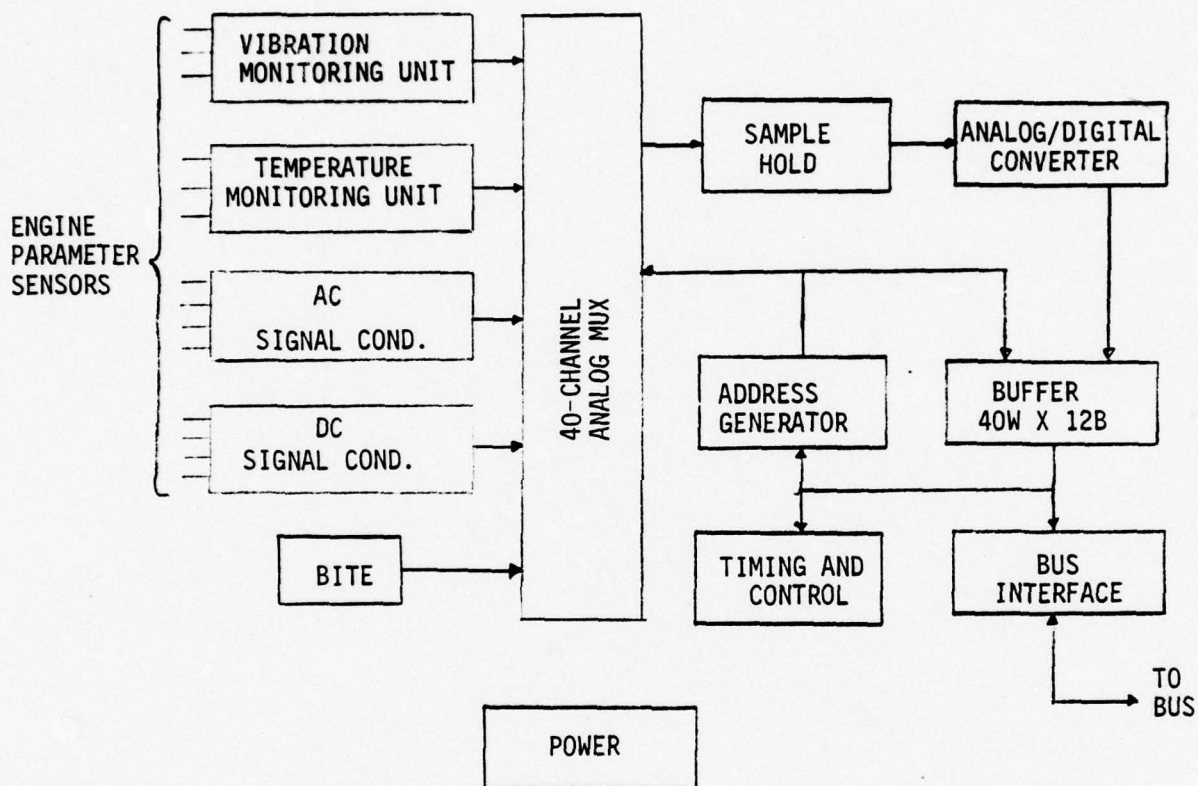 VIBRATION
MONITORING UNIT
TEMPERATURE
MONITORING UNIT
ENGINE
PARAMETER
SENSORS
AC
SIGNAL COND.
DC
SIGNAL COND.
BITE
40-CHANNEL
ANALOG MUX
SAMPLE
HOLD
ANALOG/DIGITAL
CONVERTER
ADDRESS
GENERATOR
BUFFER
40W X 12B
TIMING AND
CONTROL
BUS
INTERFACE
TO
BUS
POWER